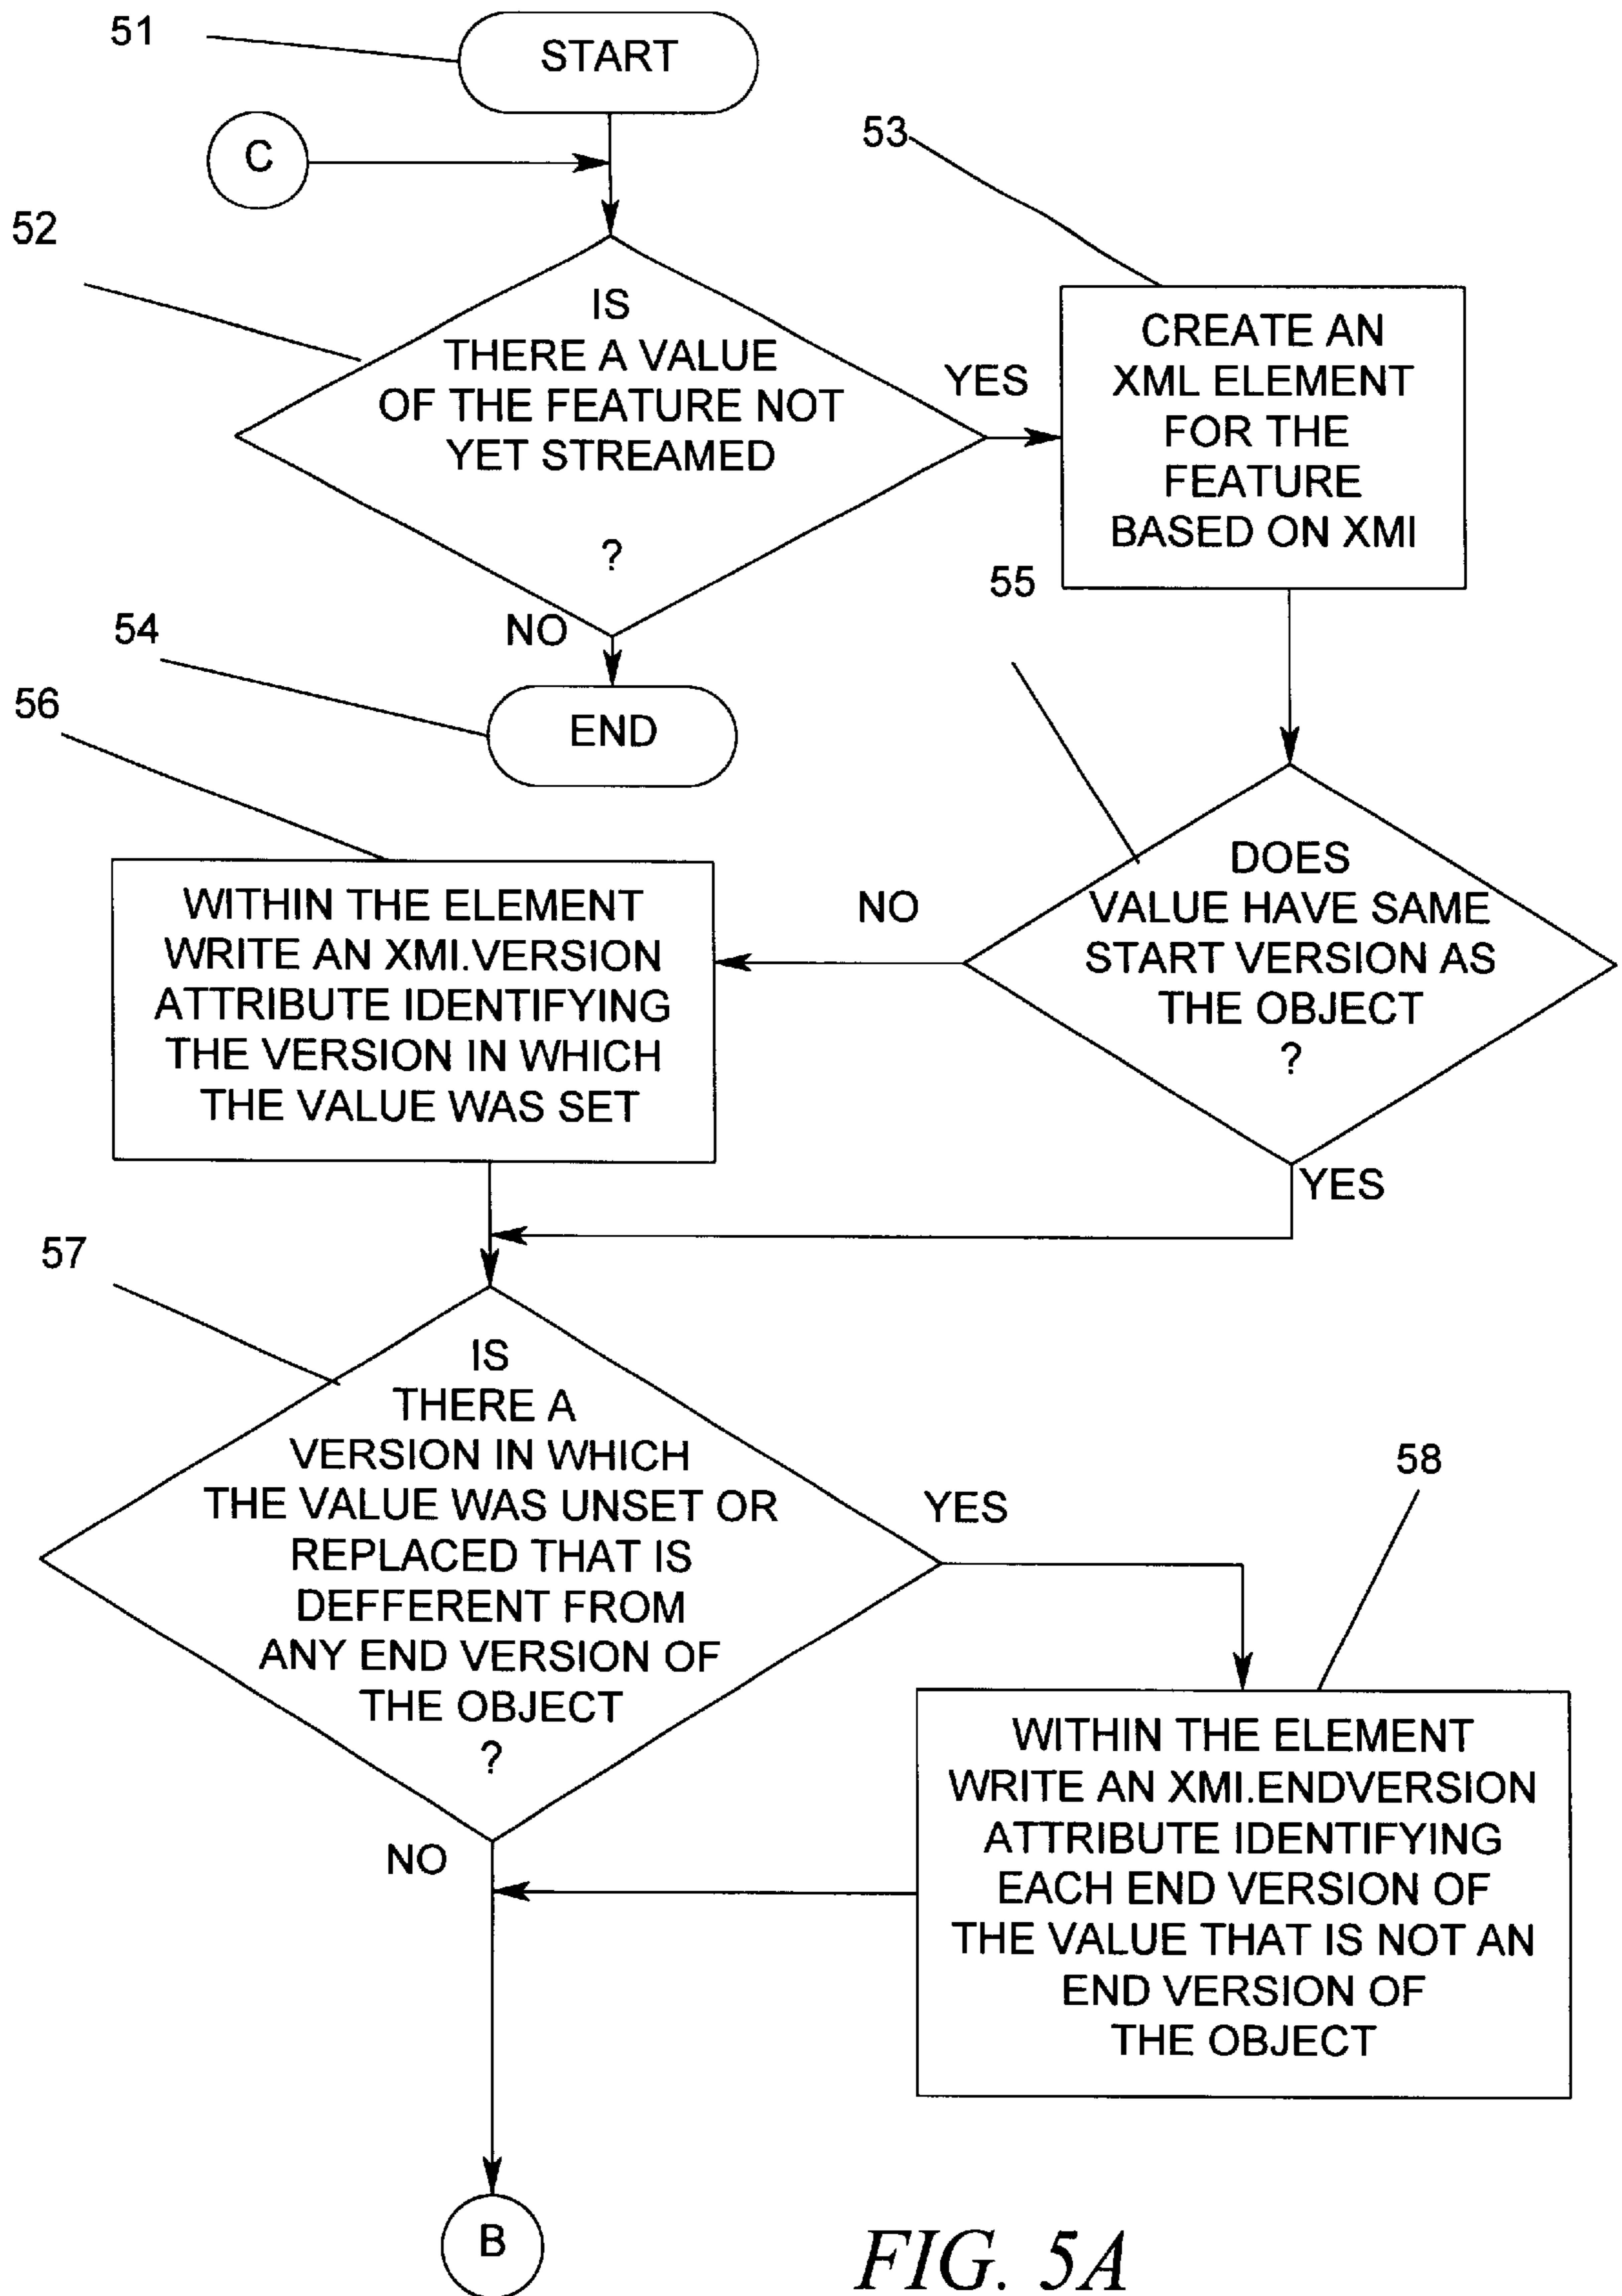 51
START
C
53
52
IS
THERE A VALUE
OF THE FEATURE NOT
YET STREAMED
?
YES
CREATE AN
XML ELEMENT
FOR THE
FEATURE
BASED ON XMI
NO
54
END
55
56
DOES
VALUE HAVE SAME
START VERSION AS
THE OBJECT
?
NO
WITHIN THE ELEMENT
WRITE AN XMI.VERSION
ATTRIBUTE IDENTIFYING
THE VERSION IN WHICH
THE VALUE WAS SET
YES
57
IS
THERE A
VERSION IN WHICH
THE VALUE WAS UNSET OR
REPLACED THAT IS
DEFFERENT FROM
ANY END VERSION OF
THE OBJECT
?
YES
58
WITHIN THE ELEMENT
WRITE AN XMI.ENDVERSION
ATTRIBUTE IDENTIFYING
EACH END VERSION OF
THE VALUE THAT IS NOT AN
END VERSION OF
THE OBJECT
NO
B
FIG. 5A